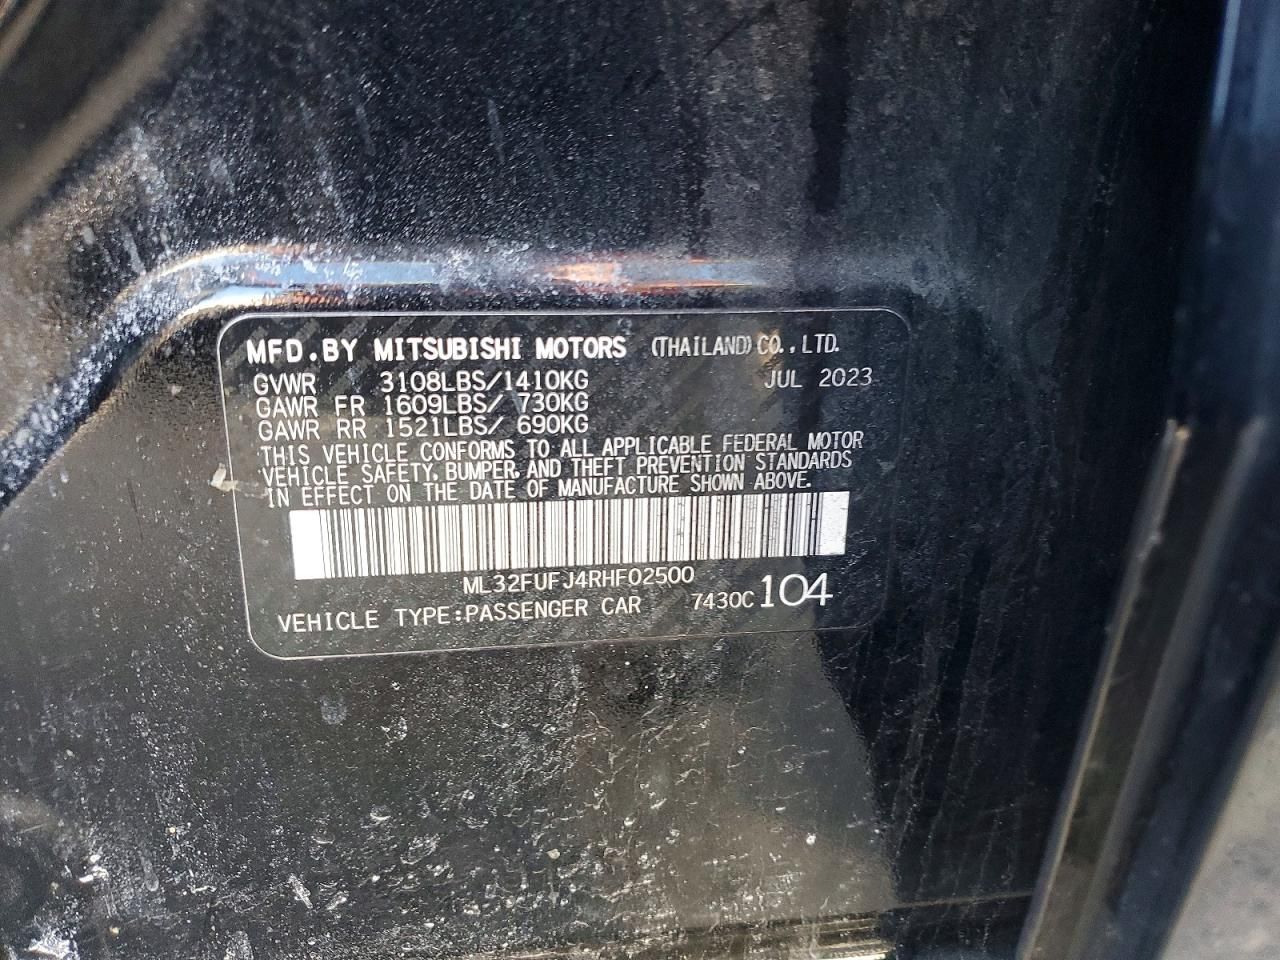 MFD.BY MITSUBISHI MOTORS (THAILAND)CO.,LTD.
GVWR 3108LBS/1410KG JUL 2023
GAWR FR 1609LBS/ 730KG
GAWR RR 1521LBS/ 690KG
THIS VEHICLE CONFORMS TO ALL APPLICABLE FEDERAL MOTOR
VEHICLE SAFETY, BUMPER, AND THEFT PREVENTION STANDARDS
IN EFFECT ON THE DATE OF MANUFACTURE SHOWN ABOVE.
ML32FUFJ4RHF02500
VEHICLE TYPE:PASSENGER CAR 7430C 104